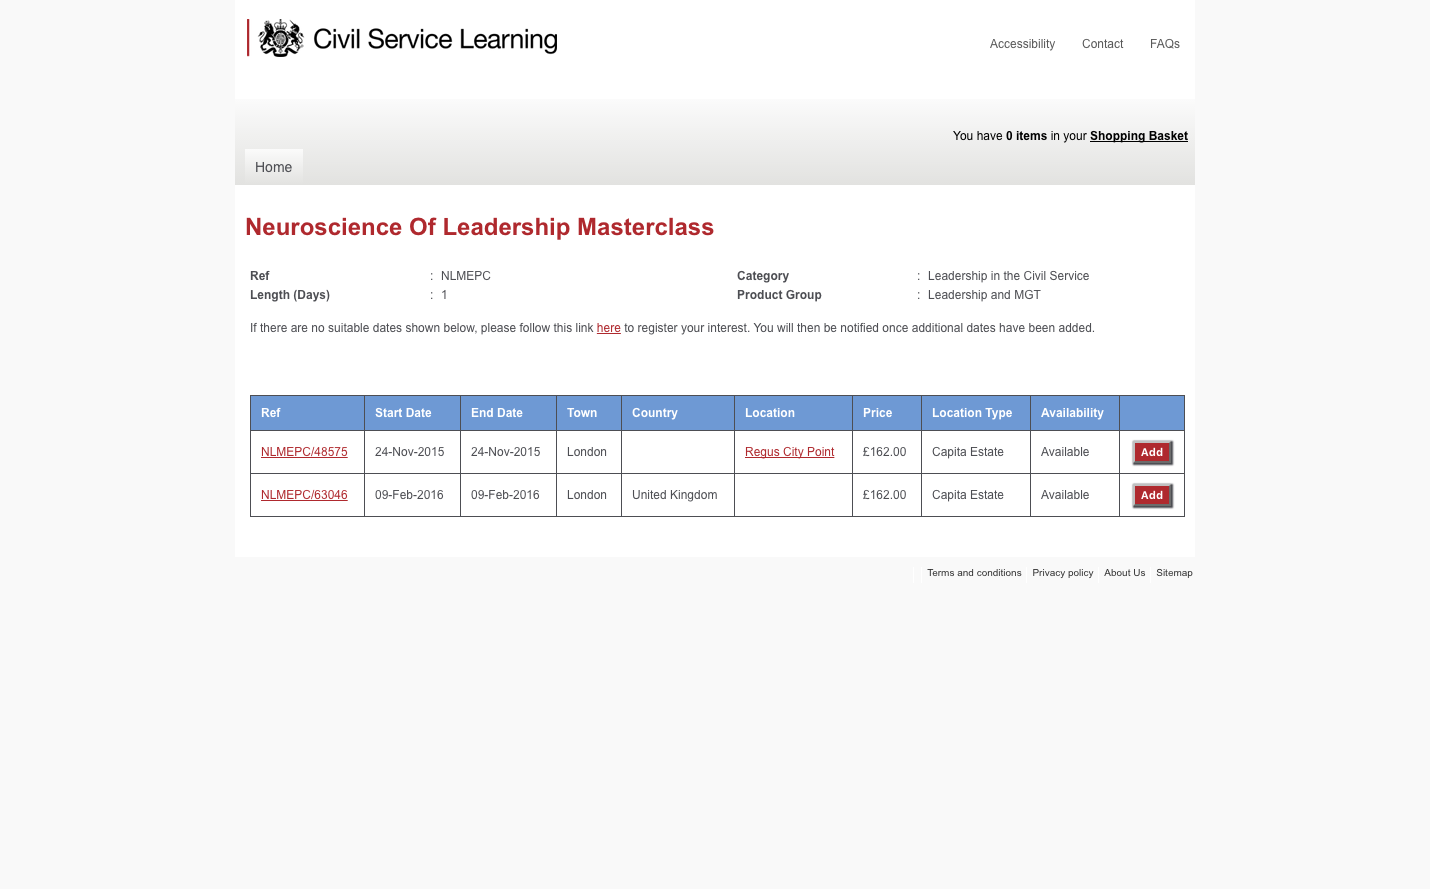 Civil Service Learning
Accessibility Contact FAQs
You have 0 items in your Shopping Basket
Home
Neuroscience Of Leadership Masterclass
Ref : NLMEPC Category : Leadership in the Civil Service
Length (Days) : 1 Product Group : Leadership and MGT
If there are no suitable dates shown below, please follow this link here to register your interest. You will then be notified once additional dates have been added.
Ref Start Date End Date Town Country Location Price Location Type Availability
NLMEPC/48575 24-Nov-2015 24-Nov-2015 London Regus City Point £162.00 Capita Estate Available Add
NLMEPC/63046 09-Feb-2016 09-Feb-2016 London United Kingdom £162.00 Capita Estate Available Add
Terms and conditions Privacy policy About Us Sitemap